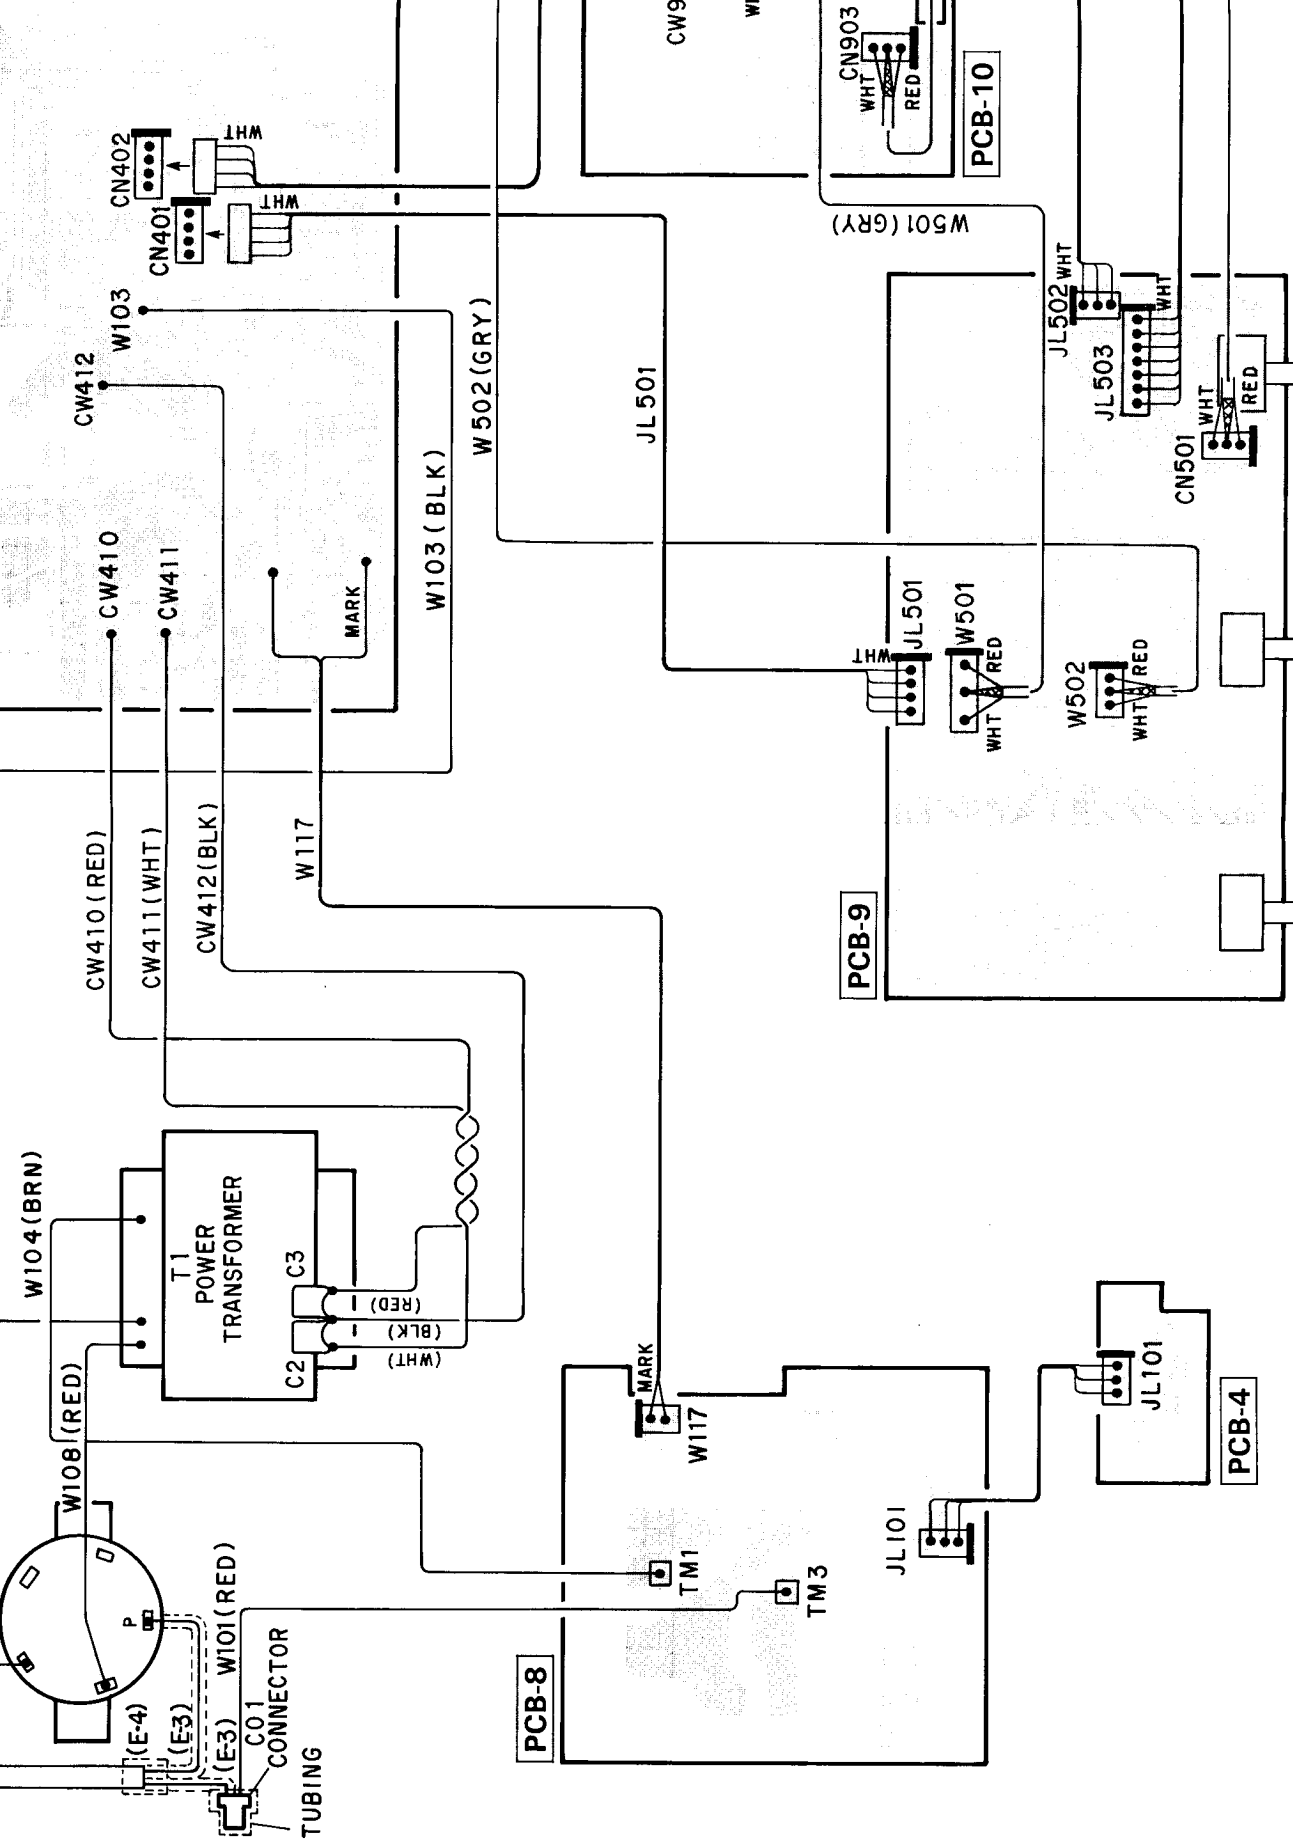 CW9
CN903
WHT
RED
PCB-10
CN402
WHT
CN401
WHT
W501(GRY)
W103
CW412
W502(GRY)
JL501
WHT
JL502
WHT
JL503
WHT
RED
CN501
CW410
CW411
MARK
W103(BLK)
WHT
JL501
W501
RED
WHT
W502
RED
WHT
CW410(RED)
CW411(WHT)
CW412(BLK)
W117
PCB-9
W104(BRN)
T1
POWER
TRANSFORMER
C3
C2
(RED)
(BLK)
(WHT)
W108(RED)
MARK
W117
JL101
PCB-4
JL101
TM1
TM3
P
W101(RED)
(E-4)
(E-3)
(E-3)
C01
CONNECTOR
TUBING
PCB-8